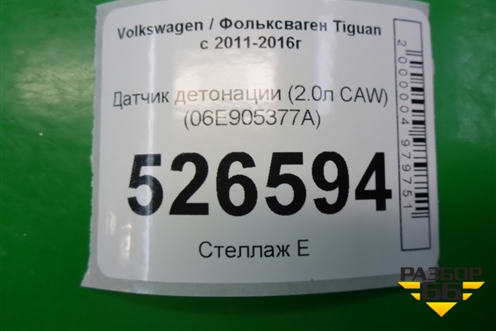 Volkswagen / Фольксваген Tiguan
с 2011-2016г
Датчик детонации (2.0л CAW)
(06E905377A)
526594
Стеллаж Е
2000004979751
РАЗБОР
66